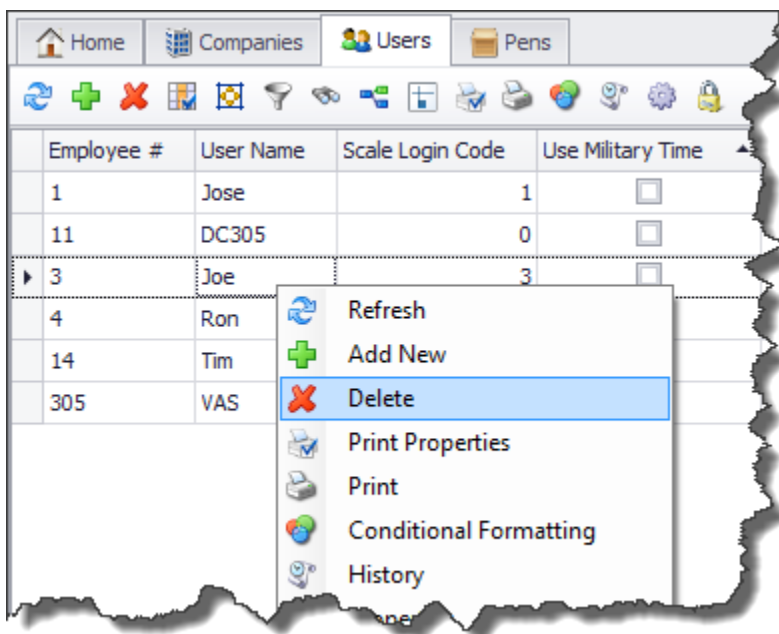 Home Companies Users Pens
Employee # User Name Scale Login Code Use Military Time
1 Jose 1
11 DC305 0
3 Joe 3
4 Ron
14 Tim
305 VAS
Refresh
Add New
Delete
Print Properties
Print
Conditional Formatting
History